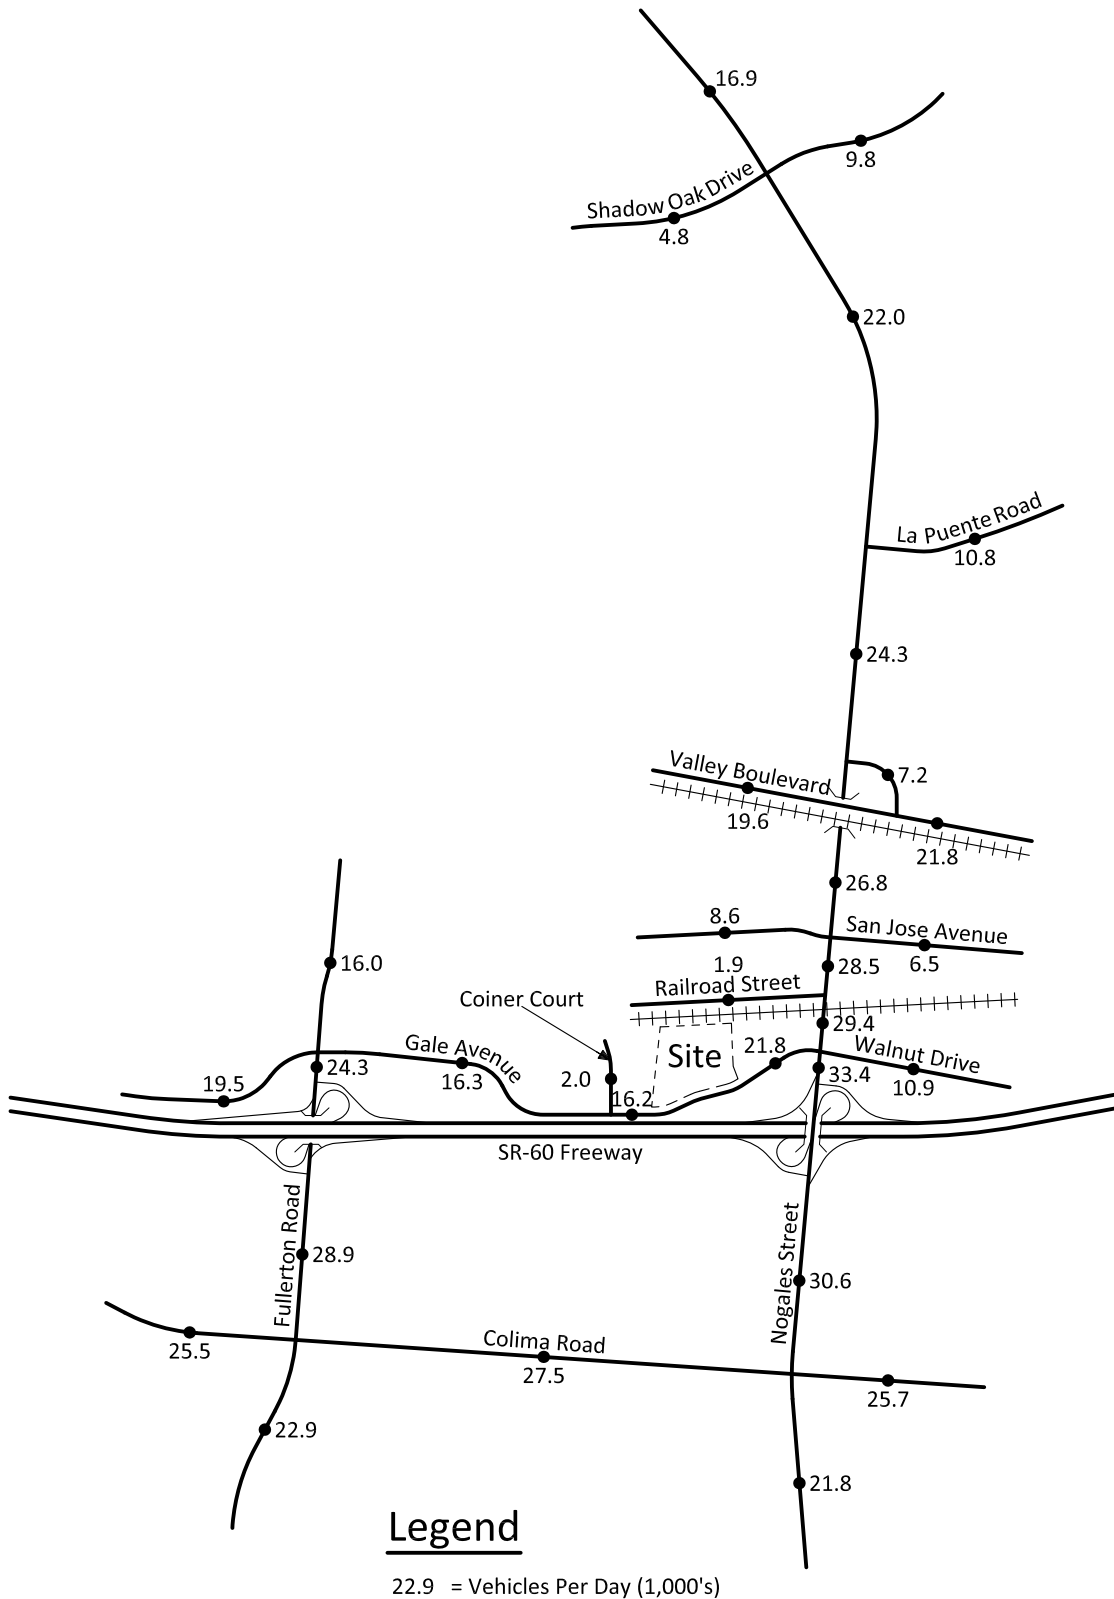 16.9
9.8
Shadow Oak Drive
4.8
22.0
La Puente Road
10.8
24.3
Valley Boulevard
7.2
19.6
21.8
26.8
8.6
San Jose Avenue
6.5
16.0
1.9
28.5
Railroad Street
Coiner Court
29.4
Gale Avenue
Site
21.8
Walnut Drive
24.3
16.3
2.0
33.4
10.9
19.5
16.2
SR-60 Freeway
Fullerton Road
28.9
Nogales Street
30.6
25.5
Colima Road
27.5
25.7
22.9
21.8
Legend
22.9 = Vehicles Per Day (1,000's)